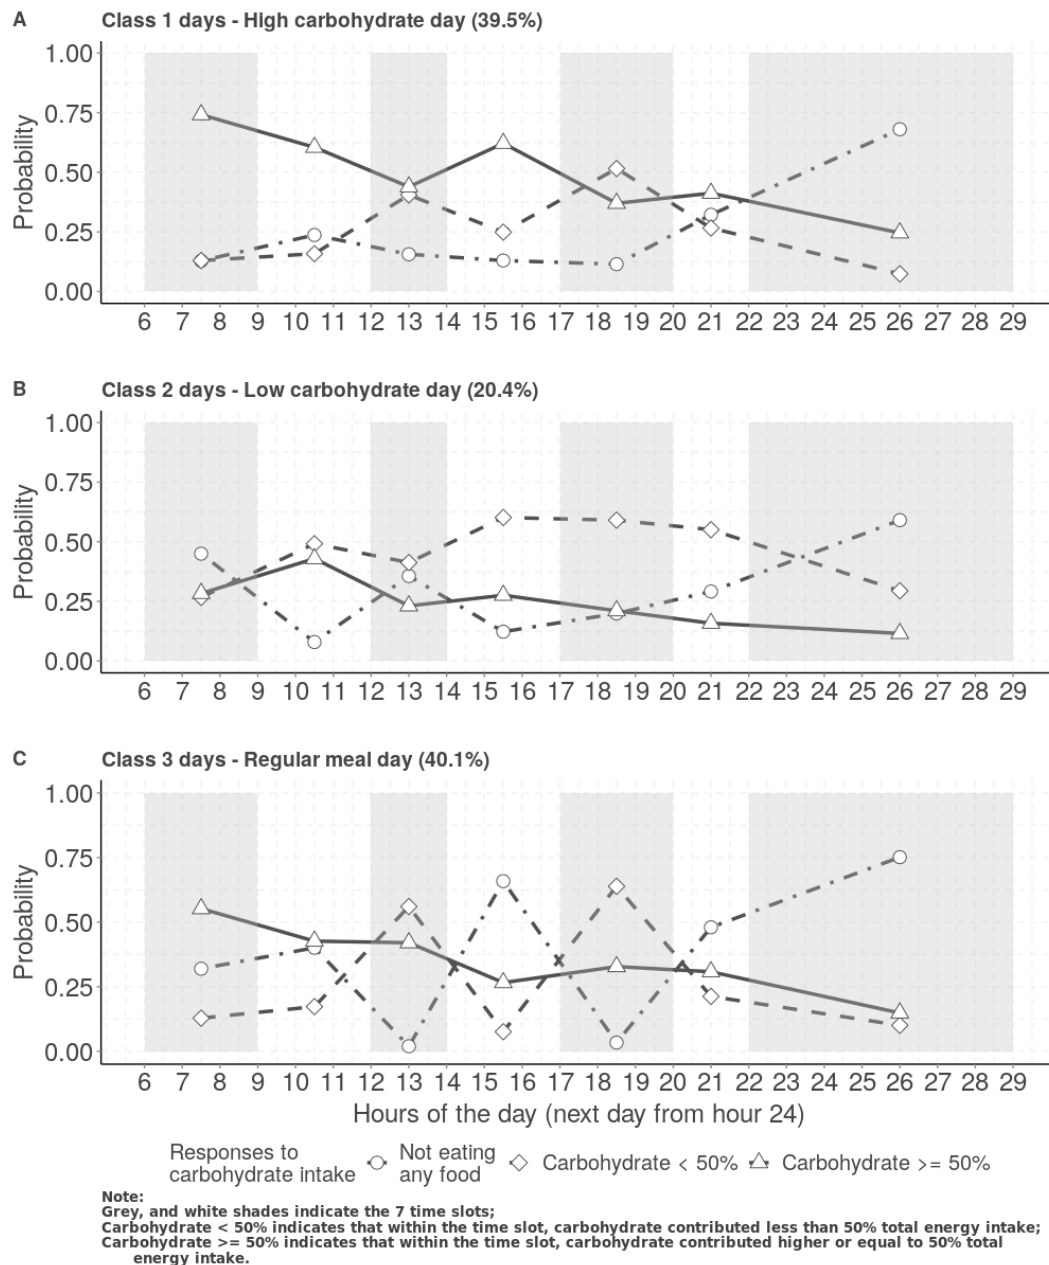 A Class 1 days - High carbohydrate day (39.5%)
1.00
0.75
0.50
0.25
0.00
Probability
6 7 8 9 10 11 12 13 14 15 16 17 18 19 20 21 22 23 24 25 26 27 28 29
B Class 2 days - Low carbohydrate day (20.4%)
1.00
0.75
0.50
0.25
0.00
Probability
6 7 8 9 10 11 12 13 14 15 16 17 18 19 20 21 22 23 24 25 26 27 28 29
C Class 3 days - Regular meal day (40.1%)
1.00
0.75
0.50
0.25
0.00
Probability
6 7 8 9 10 11 12 13 14 15 16 17 18 19 20 21 22 23 24 25 26 27 28 29
Hours of the day (next day from hour 24)
Responses to
carbohydrate intake
Not eating
any food
Carbohydrate < 50%
Carbohydrate >= 50%
Note:
Grey, and white shades indicate the 7 time slots;
Carbohydrate < 50% indicates that within the time slot, carbohydrate contributed less than 50% total energy intake;
Carbohydrate >= 50% indicates that within the time slot, carbohydrate contributed higher or equal to 50% total
energy intake.